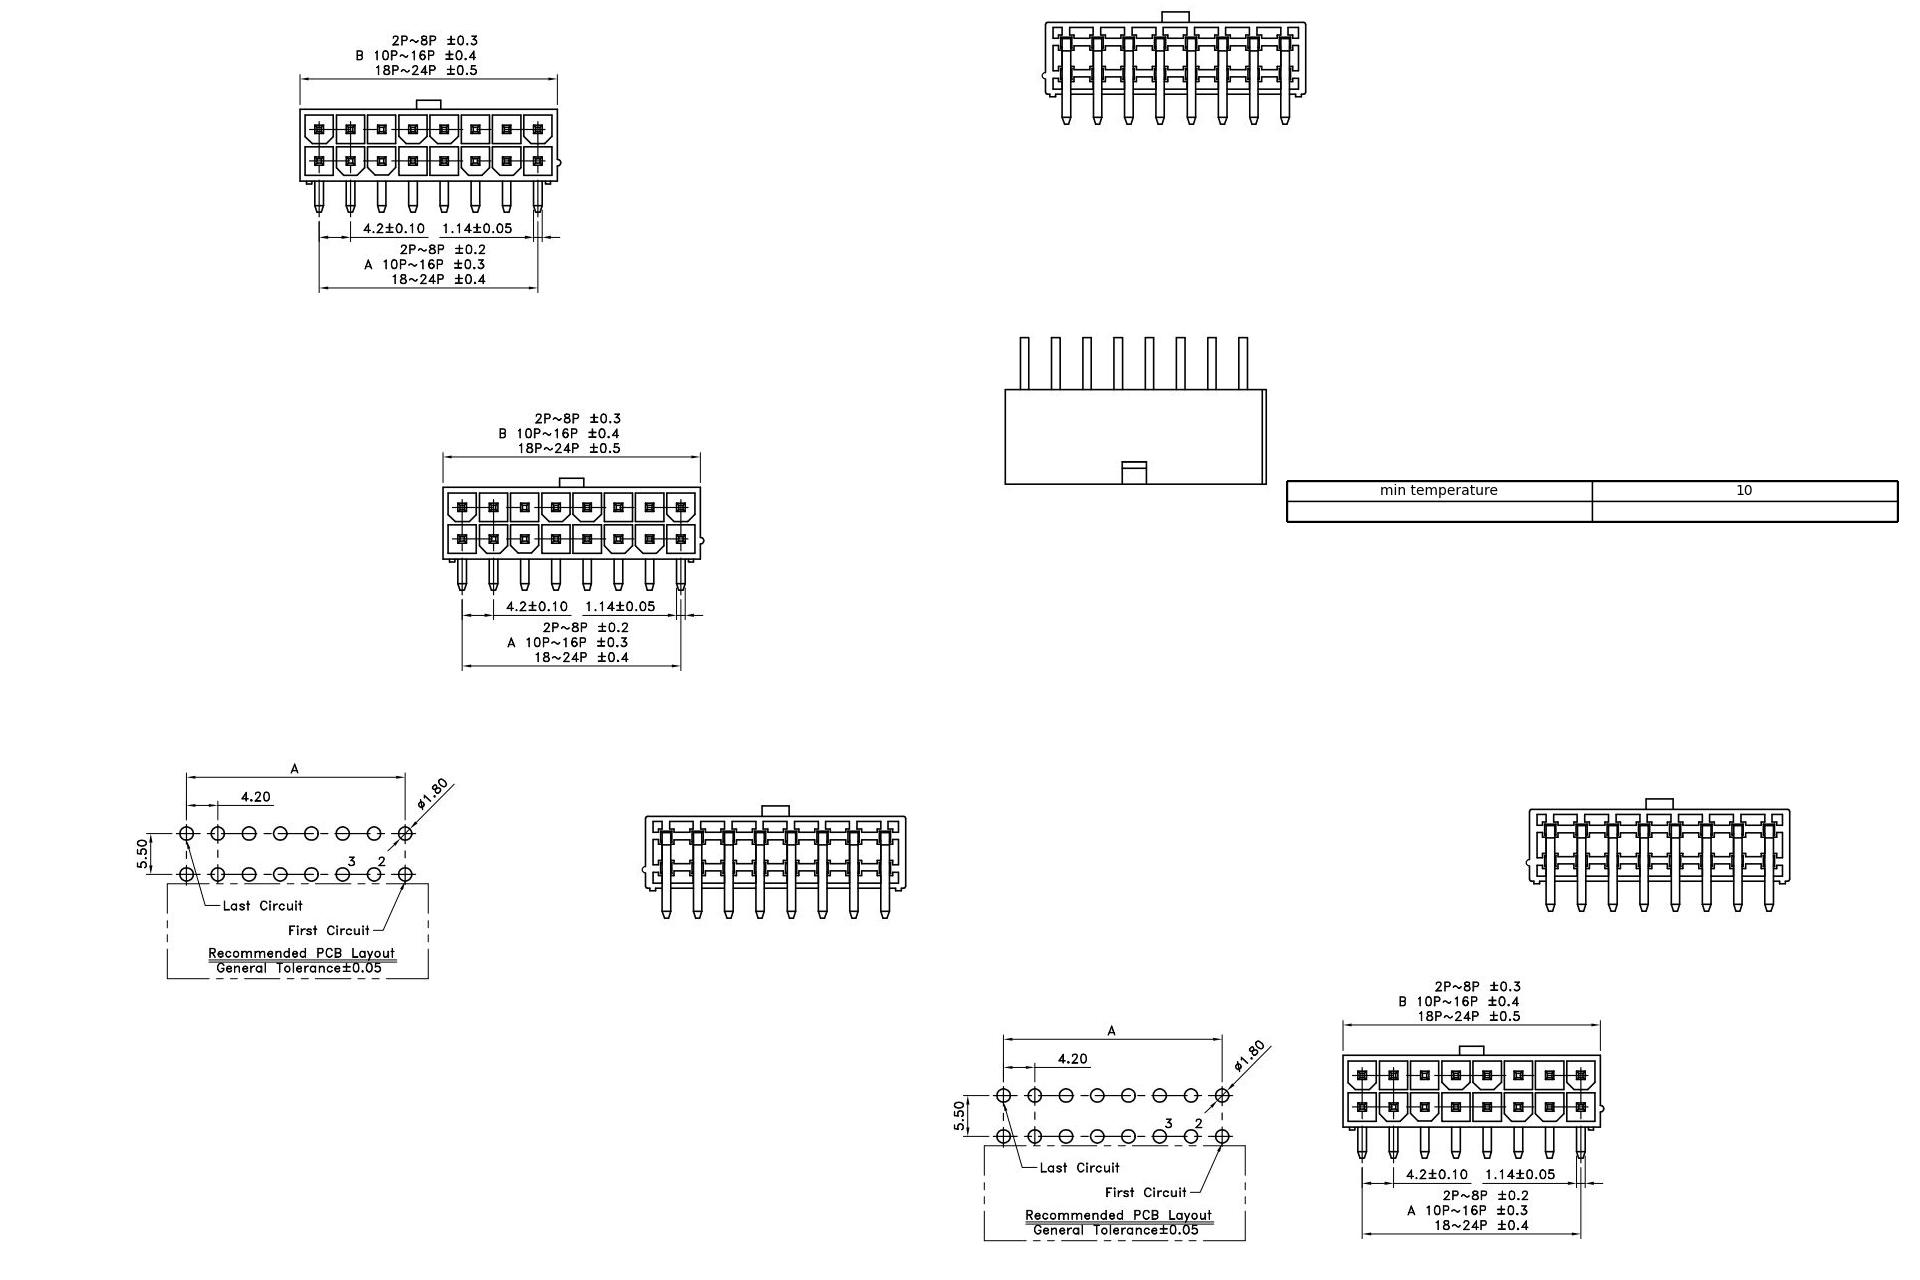 2P~8P ±0.3
B 10P~16P ±0.4
18P~24P ±0.5
4.2±0.10 1.14±0.05
2P~8P ±0.2
A 10P~16P ±0.3
18~24P ±0.4
2P~8P ±0.3
B 10P~16P ±0.4
18P~24P ±0.5
4.2±0.10 1.14±0.05
2P~8P ±0.2
A 10P~16P ±0.3
18~24P ±0.4
min temperature 10
A
4.20
ø1.80
5.50
3 2
Last Circuit
First Circuit
Recommended PCB Layout
General Tolerance±0.05
A
4.20
ø1.80
5.50
3 2
Last Circuit
First Circuit
Recommended PCB Layout
General Tolerance±0.05
2P~8P ±0.3
B 10P~16P ±0.4
18P~24P ±0.5
4.2±0.10 1.14±0.05
2P~8P ±0.2
A 10P~16P ±0.3
18~24P ±0.4